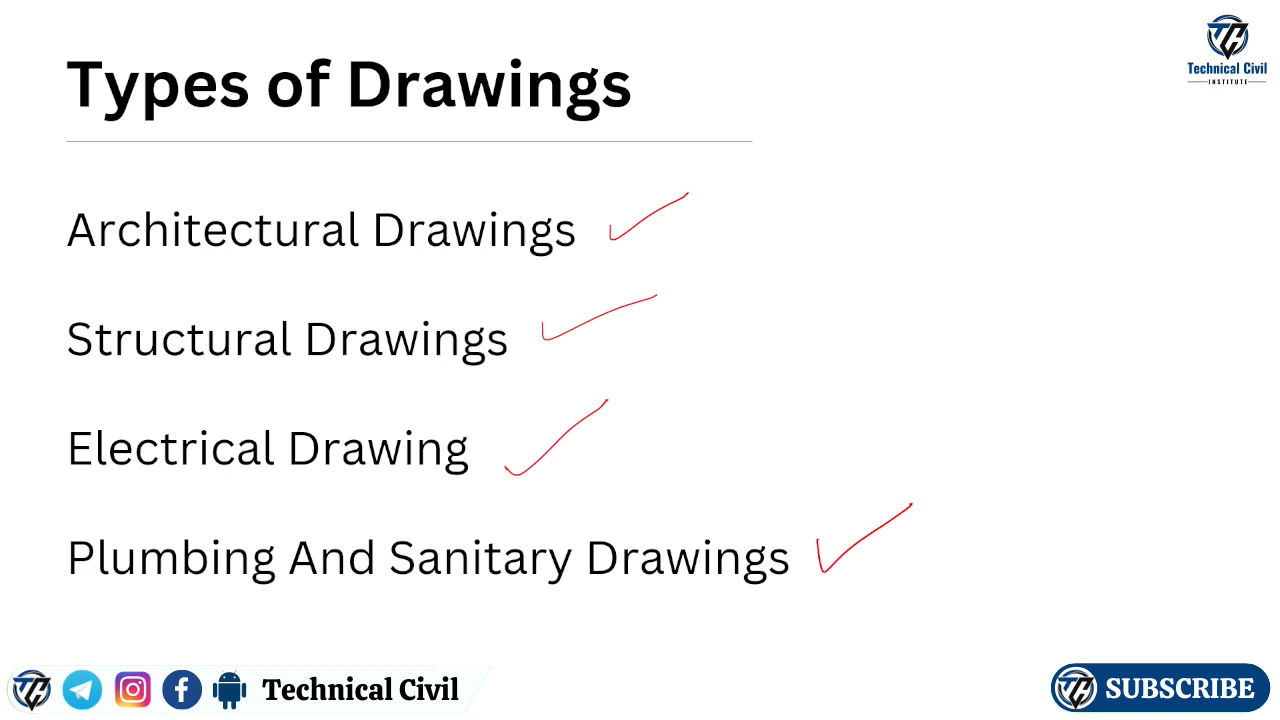 Types of Drawings
Technical Civil
INSTITUTE
Architectural Drawings
Structural Drawings
Electrical Drawing
Plumbing And Sanitary Drawings
Technical Civil
SUBSCRIBE